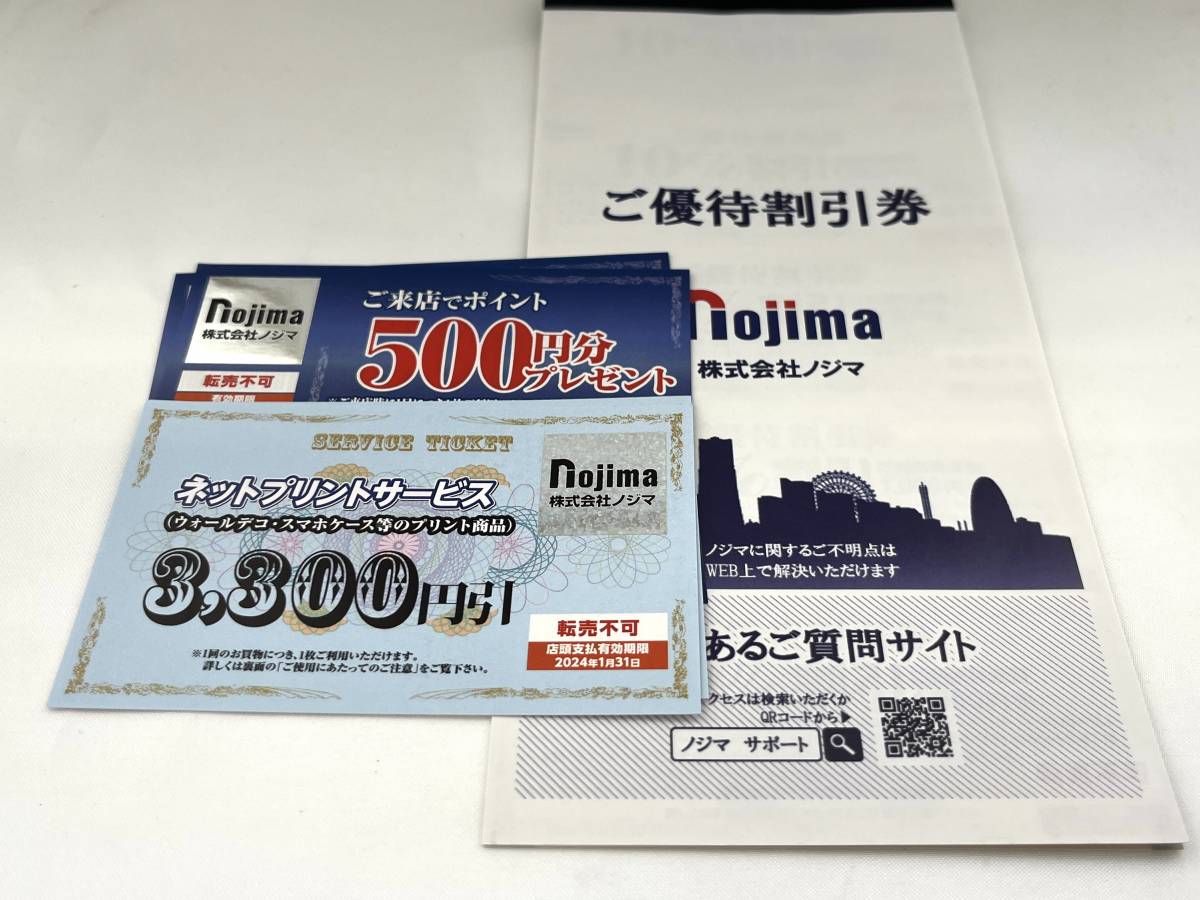 ご優待割引券
nojima
株式会社ノジマ
ノジマに関するご不明点は
WEB上で解決いただけます
あるご質問サイト
クセスは検索いただくか
QRコードから▶
ノジマ サポート
nojima
株式会社ノジマ
転売不可
有効期限
ご来店でポイント
500円分
プレゼント
SERVICE TICKET
ネットプリントサービス
(ウォールデコ・スマホケース等のプリント商品)
3,300円引
nojima
株式会社ノジマ
※1回のお買物につき、1枚ご利用いただけます。
詳しくは裏面の「ご使用にあたってのご注意」をご覧下さい。
転売不可
店頭支払有効期限
2024年1月31日